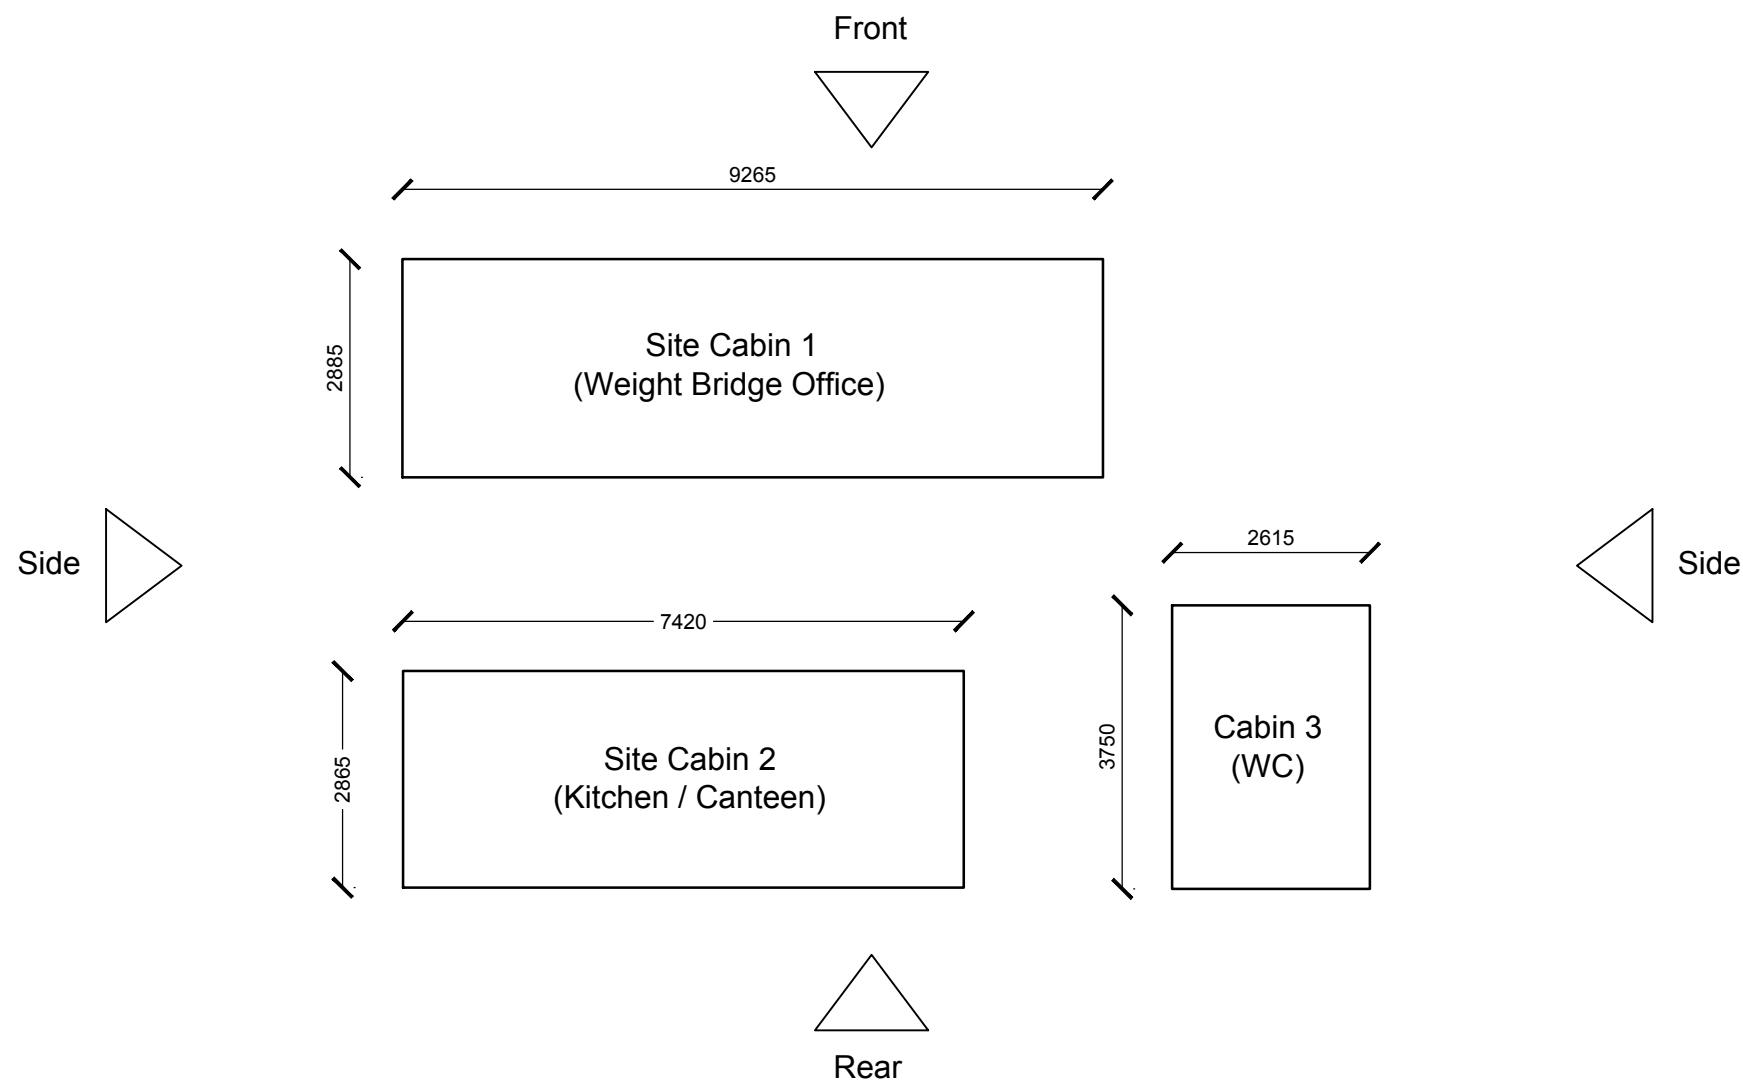 Front
9265
2885
Site Cabin 1
(Weight Bridge Office)
Side
Side
2615
7420
2865
Site Cabin 2
(Kitchen / Canteen)
3750
Cabin 3
(WC)
Rear